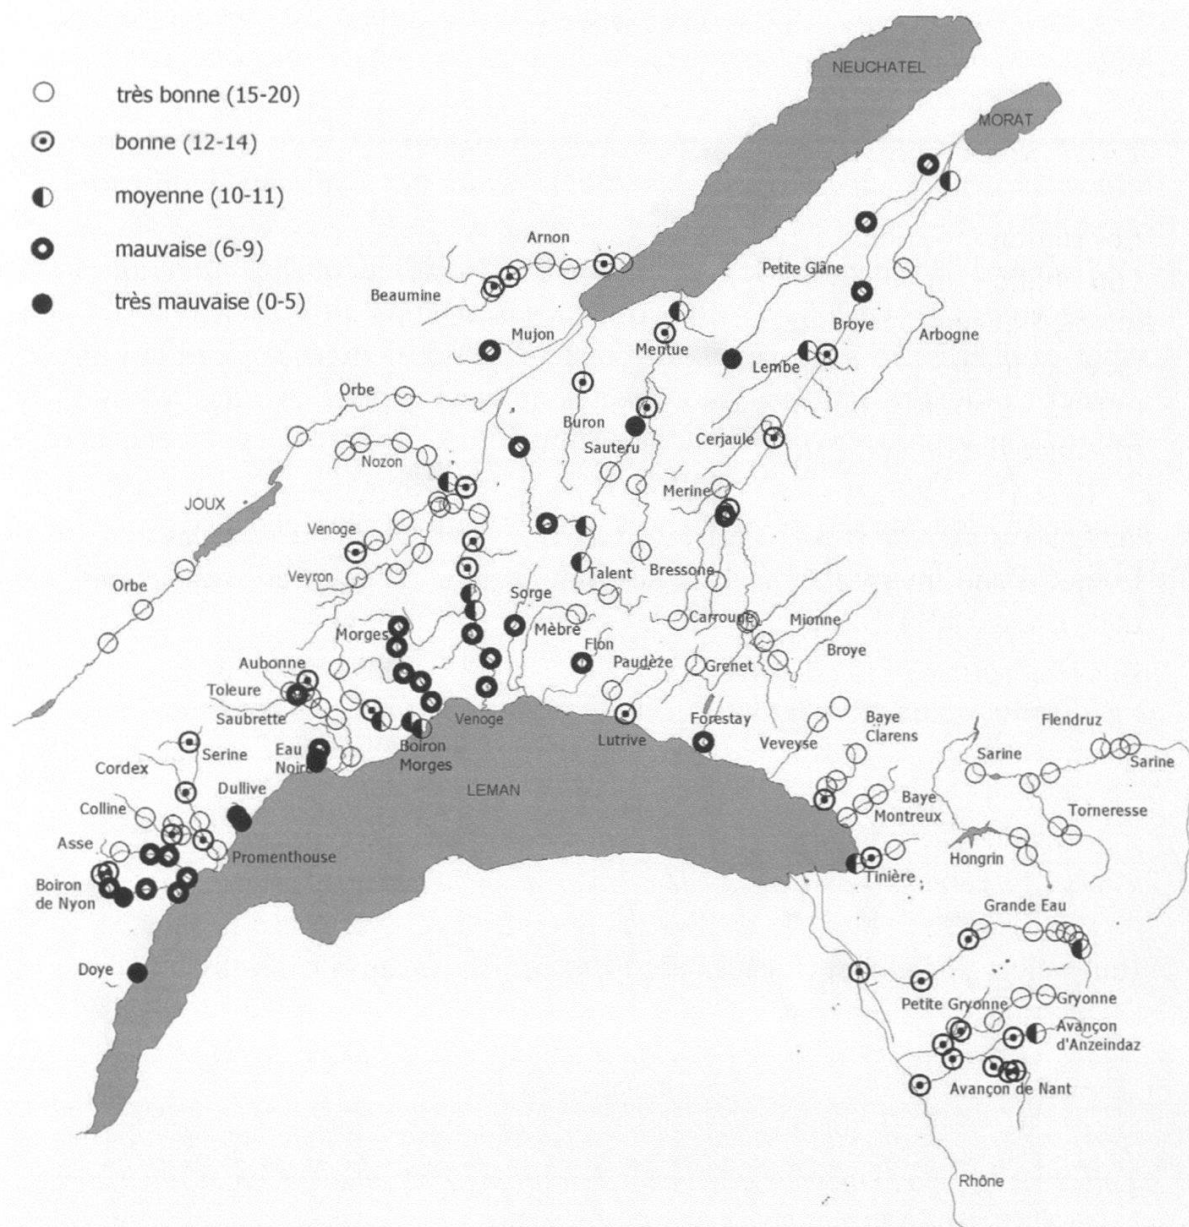 NEUCHATEL
MORAT
très bonne (15-20)
bonne (12-14)
moyenne (10-11)
mauvaise (6-9)
très mauvaise (0-5)
Arnon
Beaumine
Petite Glâne
Mujon
Mentue
Broye
Arbogne
Lembe
Orbe
Buron
Sauteru
Cerjaule
Nozon
JOUX
Merine
Venoge
Veyron
Talent
Bressone
Orbe
Sorge
Mèbre
Carrouge
Mionne
Morges
Flon
Broye
Aubonne
Paudèze
Grenet
Toleure
Saubrette
Venoge
Forestay
Baye
Clarens
Flendruz
Serine
Eau
Noire
Boiron
Morges
Lutrive
Veveyse
Sarine
Sarine
Cordex
Dullive
LEMAN
Colline
Baye
Montreux
Torneresse
Asse
Promenthouse
Hongrin
Boiron
de Nyon
Tinière
Grande Eau
Doye
Petite Gryonne
Gryonne
Avançon
d'Anzeindaz
Avançon de Nant
Rhône